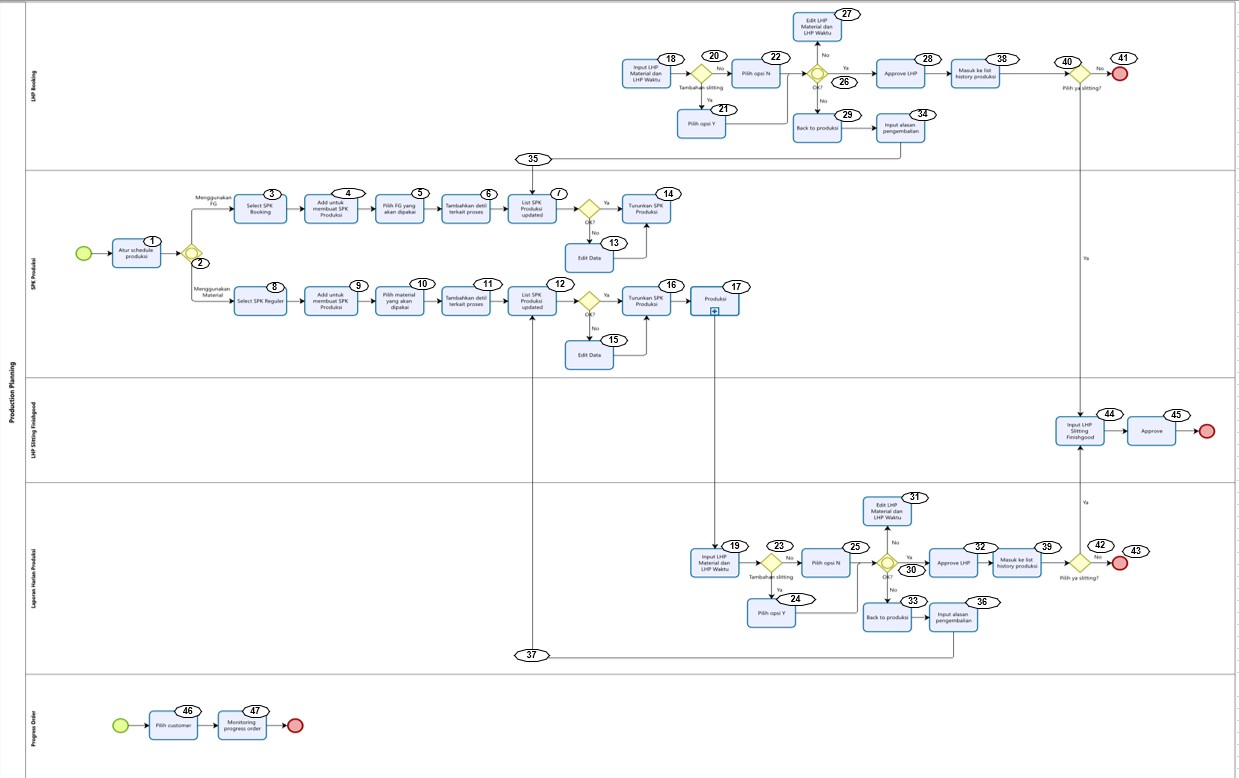 Production Planning
LHP Booking
27
Edit LHP
Material dan
LHP Waktu
No
18
Input LHP
Material dan
LHP Waktu
20
No
Tambahan slitting
22
Pilih opsi N
Ya
21
Pilih opsi Y
OK?
26
Ya
28
Approve LHP
38
Masuk ke list
history produksi
40
Pilih ya slitting?
No
41
No
29
Back to produksi
34
Input alasan
pengembalian
35
Ya
SPK Produksi
1
Atur schedule
produksi
2
Menggunakan
FG
3
Select SPK
Booking
4
Add untuk
membuat SPK
Produksi
5
Pilih FG yang
akan dipakai
6
Tambahkan detil
terkait proses
7
List SPK
Produksi
updated
Ya
OK?
14
Turunkan SPK
Produksi
No
13
Edit Data
Menggunakan
Material
8
Select SPK Reguler
9
Add untuk
membuat SPK
Produksi
10
Pilih material
yang akan
dipakai
11
Tambahkan detil
terkait proses
12
List SPK
Produksi
updated
Ya
OK?
16
Turunkan SPK
Produksi
17
Produksi
No
15
Edit Data
LHP Slitting Finishgood
44
Input LHP
Slitting
Finishgood
45
Approve
Ya
Laporan Harian Produksi
31
Edit LHP
Material dan
LHP Waktu
No
19
Input LHP
Material dan
LHP Waktu
23
No
Tambahan slitting
25
Pilih opsi N
Ya
24
Pilih opsi Y
OK?
30
Ya
32
Approve LHP
39
Masuk ke list
history produksi
42
No
Pilih ya slitting?
43
No
33
Back to produksi
36
Input alasan
pengembalian
37
Progress Order
46
Pilih customer
47
Monitoring
progress order